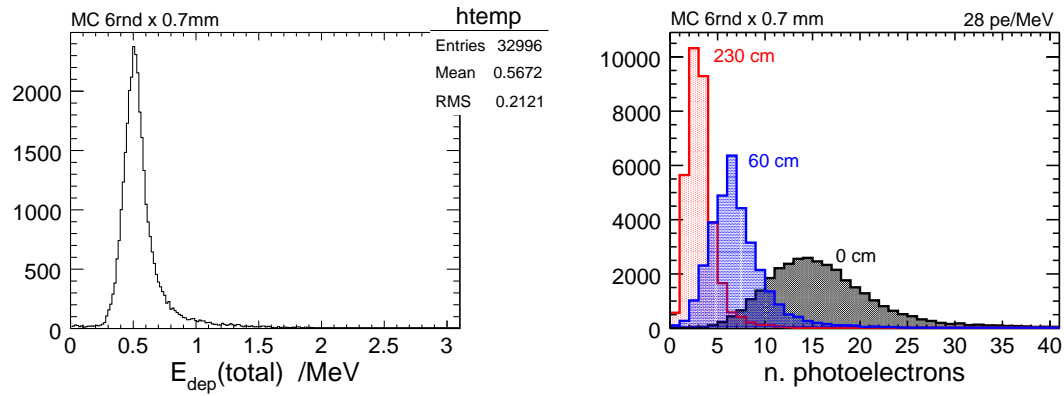 MC 6rnd x 0.7mm
htemp
Entries 32996
Mean 0.5672
RMS 0.2121
2000
1500
1000
500
0
0 0.5 1 1.5 2 2.5 3
E_dep(total) /MeV
MC 6rnd x 0.7 mm 28 pe/MeV
10000
8000
6000
4000
2000
0
230 cm
60 cm
0 cm
0 5 10 15 20 25 30 35 40
n. photoelectrons